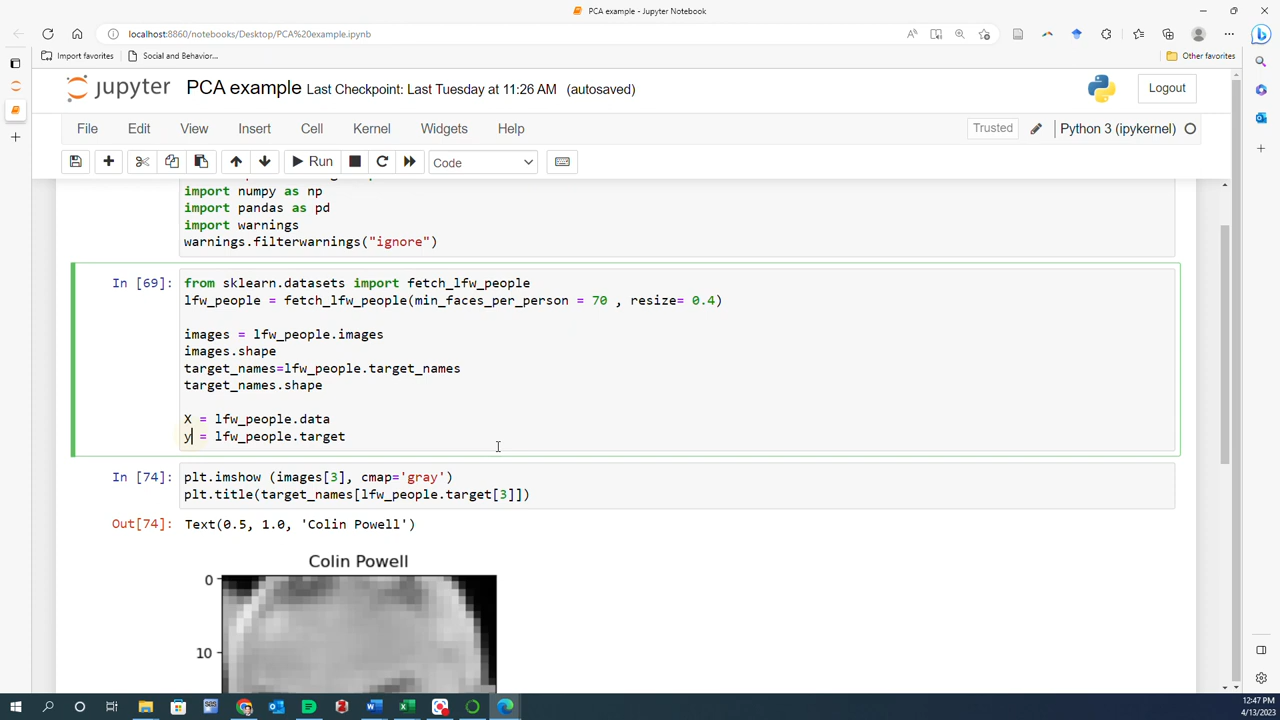 PCA example - Jupyter Notebook
localhost:8860/notebooks/Desktop/PCA%20example.ipynb
Import favorites
Social and Behavior...
Other favorites
jupyter PCA example Last Checkpoint: Last Tuesday at 11:26 AM (autosaved)
Logout
File Edit View Insert Cell Kernel Widgets Help
Trusted
Python 3 (ipykernel)
Run
Code
import numpy as np
import pandas as pd
import warnings
warnings.filterwarnings("ignore")
In [69]: from sklearn.datasets import fetch_lfw_people
lfw_people = fetch_lfw_people(min_faces_per_person = 70 , resize= 0.4)
images = lfw_people.images
images.shape
target_names=lfw_people.target_names
target_names.shape
X = lfw_people.data
y = lfw_people.target
In [74]: plt.imshow (images[3], cmap='gray')
plt.title(target_names[lfw_people.target[3]])
Out[74]: Text(0.5, 1.0, 'Colin Powell')
Colin Powell
0
10
12:47 PM
4/13/2023